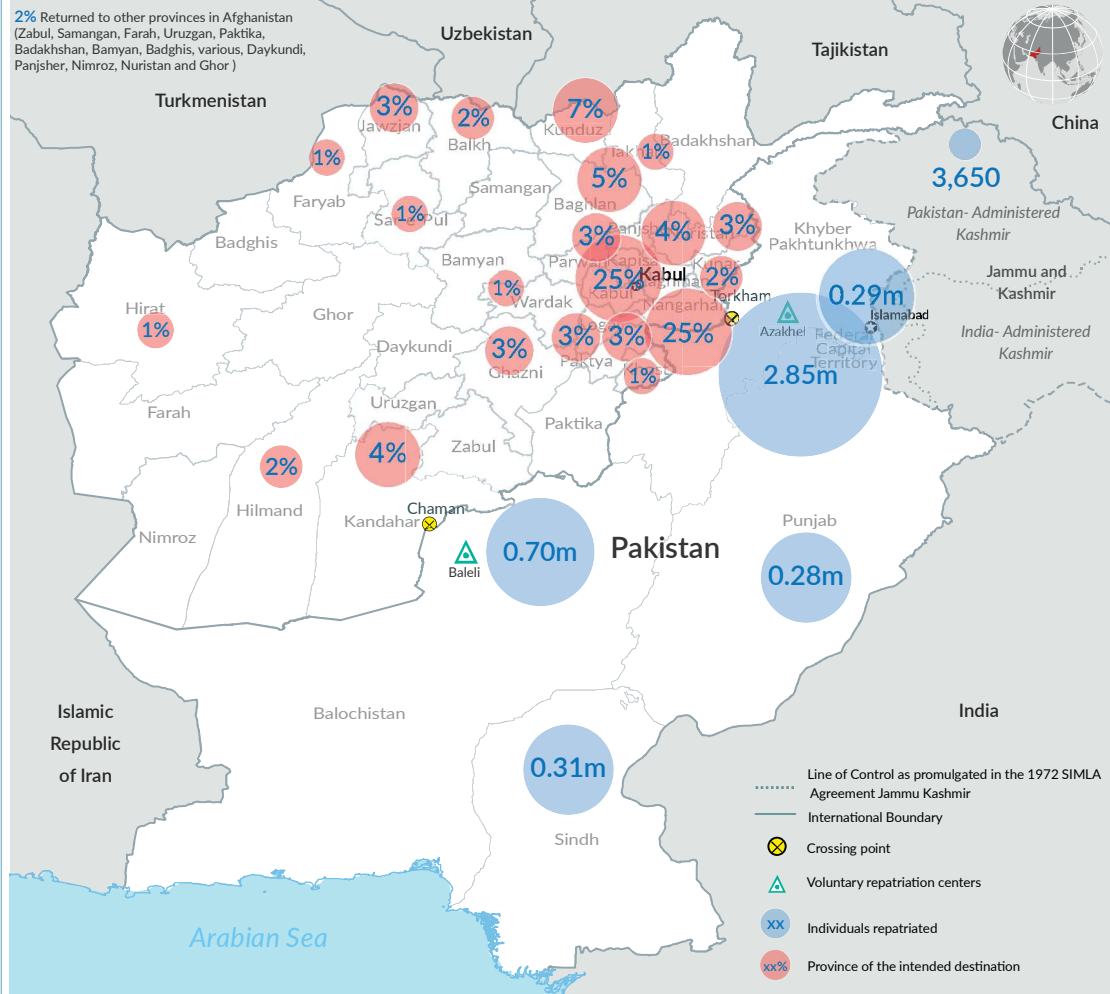 2% Returned to other provinces in Afghanistan
(Zabul, Samangan, Farah, Uruzgan, Paktika,
Badakhshan, Bamyan, Badghis, various, Daykundi,
Panjsher, Nimroz, Nuristan and Ghor )
Uzbekistan
Tajikistan
Turkmenistan
China
3%
Jawzjan
2%
Balkh
7%
Kunduz
1%
Badakhshan
1%
Faryab
Samangan
5%
Baghlan
3,650
Pakistan- Administered
Kashmir
1%
Badghis
3%
4%
3%
Khyber
Pakhtunkhwa
Bamyan
25%
Kabul
Kabul
2%
Kunar
Jammu and
Kashmir
1%
Wardak
Nangarhar
Torkham
0.29m
Islamabad
Hirat
1%
Ghor
Daykundi
3%
Ghazni
3%
Paktya
3%
25%
Azakhel
Federal
Capital
Territory
India- Administered
Kashmir
1%
2.85m
Farah
Uruzgan
Paktika
4%
Zabul
2%
Hilmand
Kandahar
Chaman
Nimroz
Baleli
0.70m
Pakistan
Punjab
0.28m
Islamic
Republic
of Iran
Balochistan
India
0.31m
Sindh
Arabian Sea
Line of Control as promulgated in the 1972 SIMLA
Agreement Jammu Kashmir
International Boundary
Crossing point
Voluntary repatriation centers
xx
Individuals repatriated
xx%
Province of the intended destination